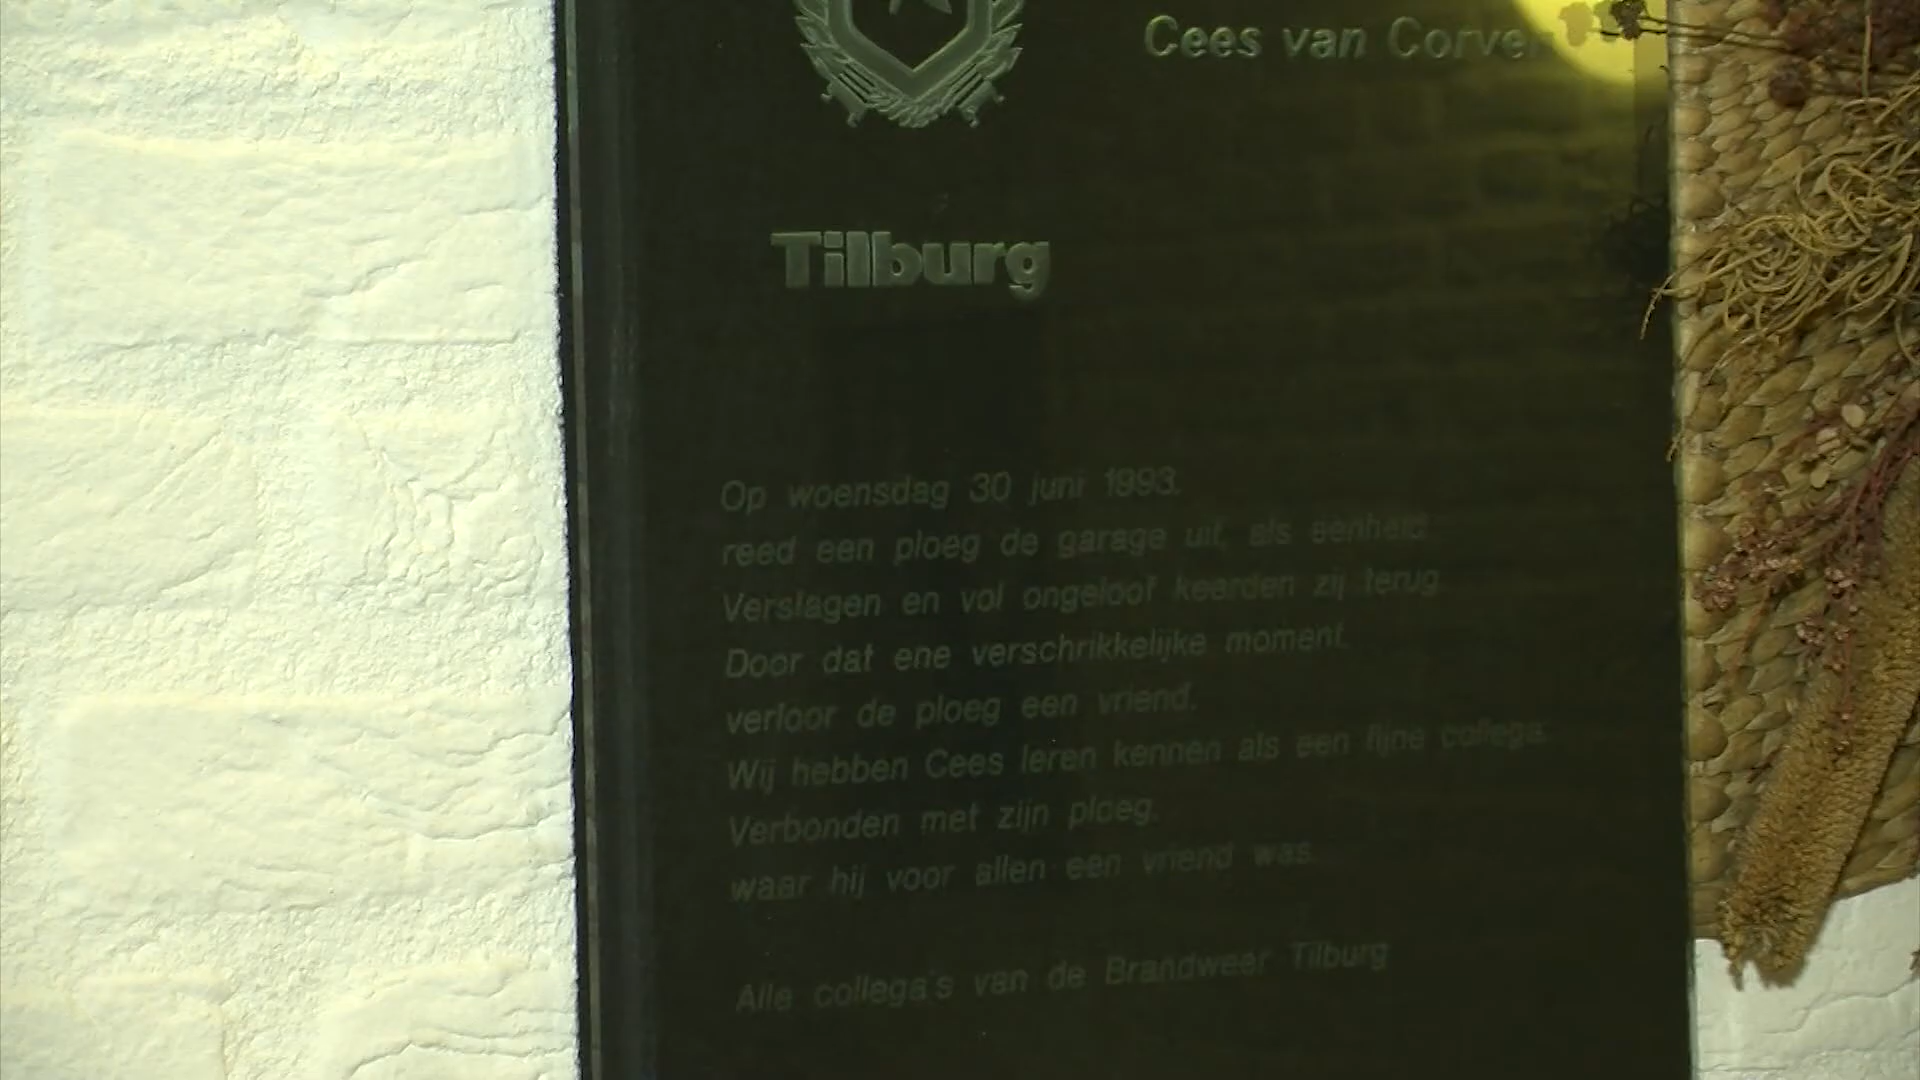 Cees van Corven
Tilburg
Op woensdag 30 juni 1993.
reed een ploeg de garage uit, als eenheid.
Verslagen en vol ongeloof keerden zij terug.
Door dat ene verschrikkelijke moment,
verloor de ploeg een vriend.
Wij hebben Cees leren kennen als een fijne collega.
Verbonden met zijn ploeg,
waar hij voor allen een vriend was.
Alle collega's van de Brandweer Tilburg